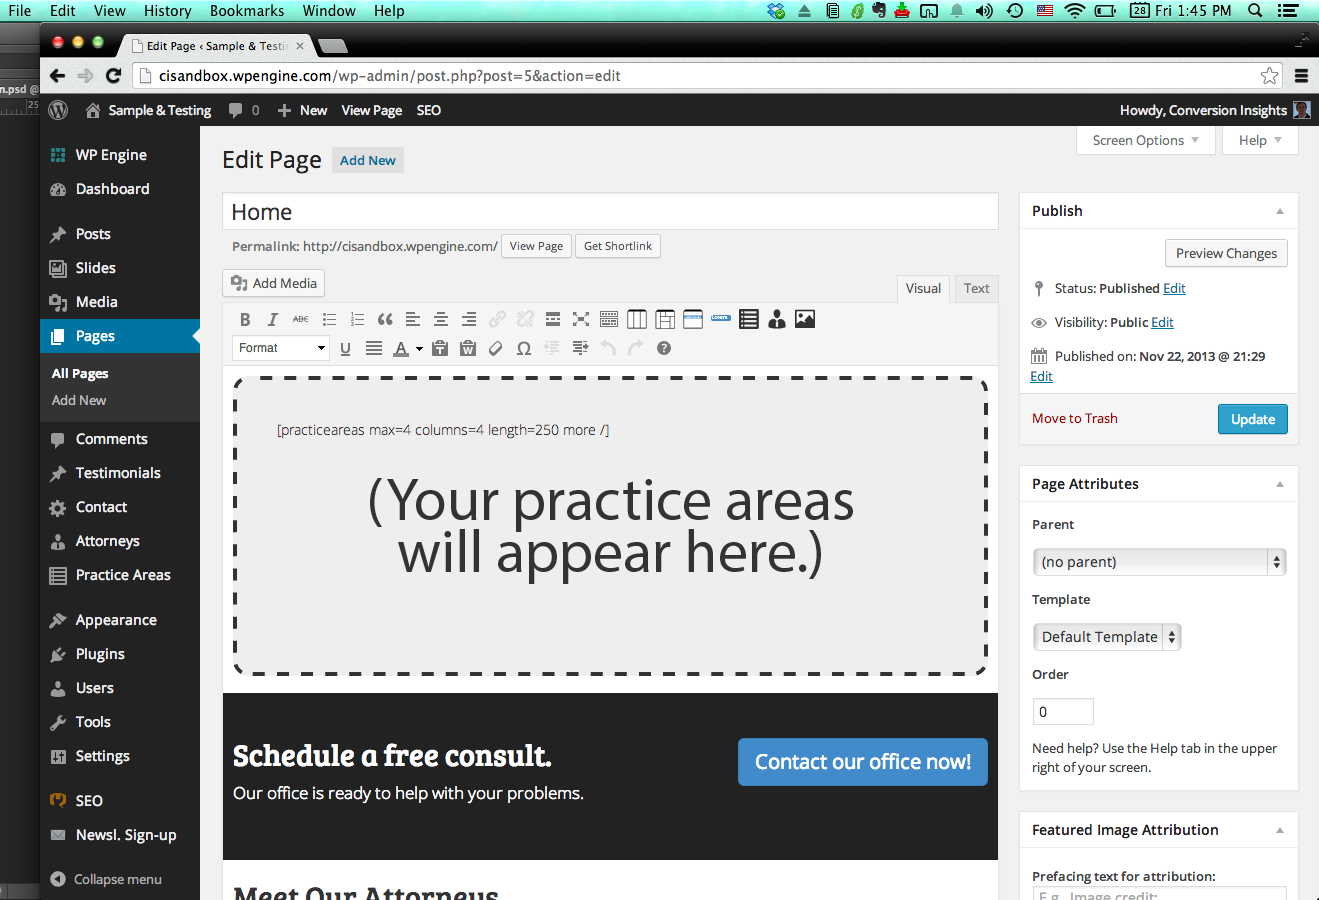 File Edit View History Bookmarks Window Help 28 Fri 1:45 PM
Edit Page ‹ Sample & Testin
n.psd @
cisandbox.wpengine.com/wp-admin/post.php?post=5&action=edit
25
Sample & Testing 0 New View Page SEO Howdy, Conversion Insights
WP Engine
Dashboard
Posts
Slides
Media
Pages
All Pages
Add New
Comments
Testimonials
Contact
Attorneys
Practice Areas
Appearance
Plugins
Users
Tools
Settings
SEO
Newsl. Sign-up
Collapse menu
Screen Options Help
Edit Page Add New
Home
Permalink: http://cisandbox.wpengine.com/ View Page Get Shortlink
Add Media
Visual Text
B I ABC
Format U A T W Ω ?
[practiceareas max=4 columns=4 length=250 more /]
(Your practice areas
will appear here.)
Schedule a free consult.
Our office is ready to help with your problems.
Contact our office now!
Meet Our Attorneys
Publish
Preview Changes
Status: Published Edit
Visibility: Public Edit
Published on: Nov 22, 2013 @ 21:29
Edit
Move to Trash Update
Page Attributes
Parent
(no parent)
Template
Default Template
Order
0
Need help? Use the Help tab in the upper
right of your screen.
Featured Image Attribution
Prefacing text for attribution:
E.g., Image credit: